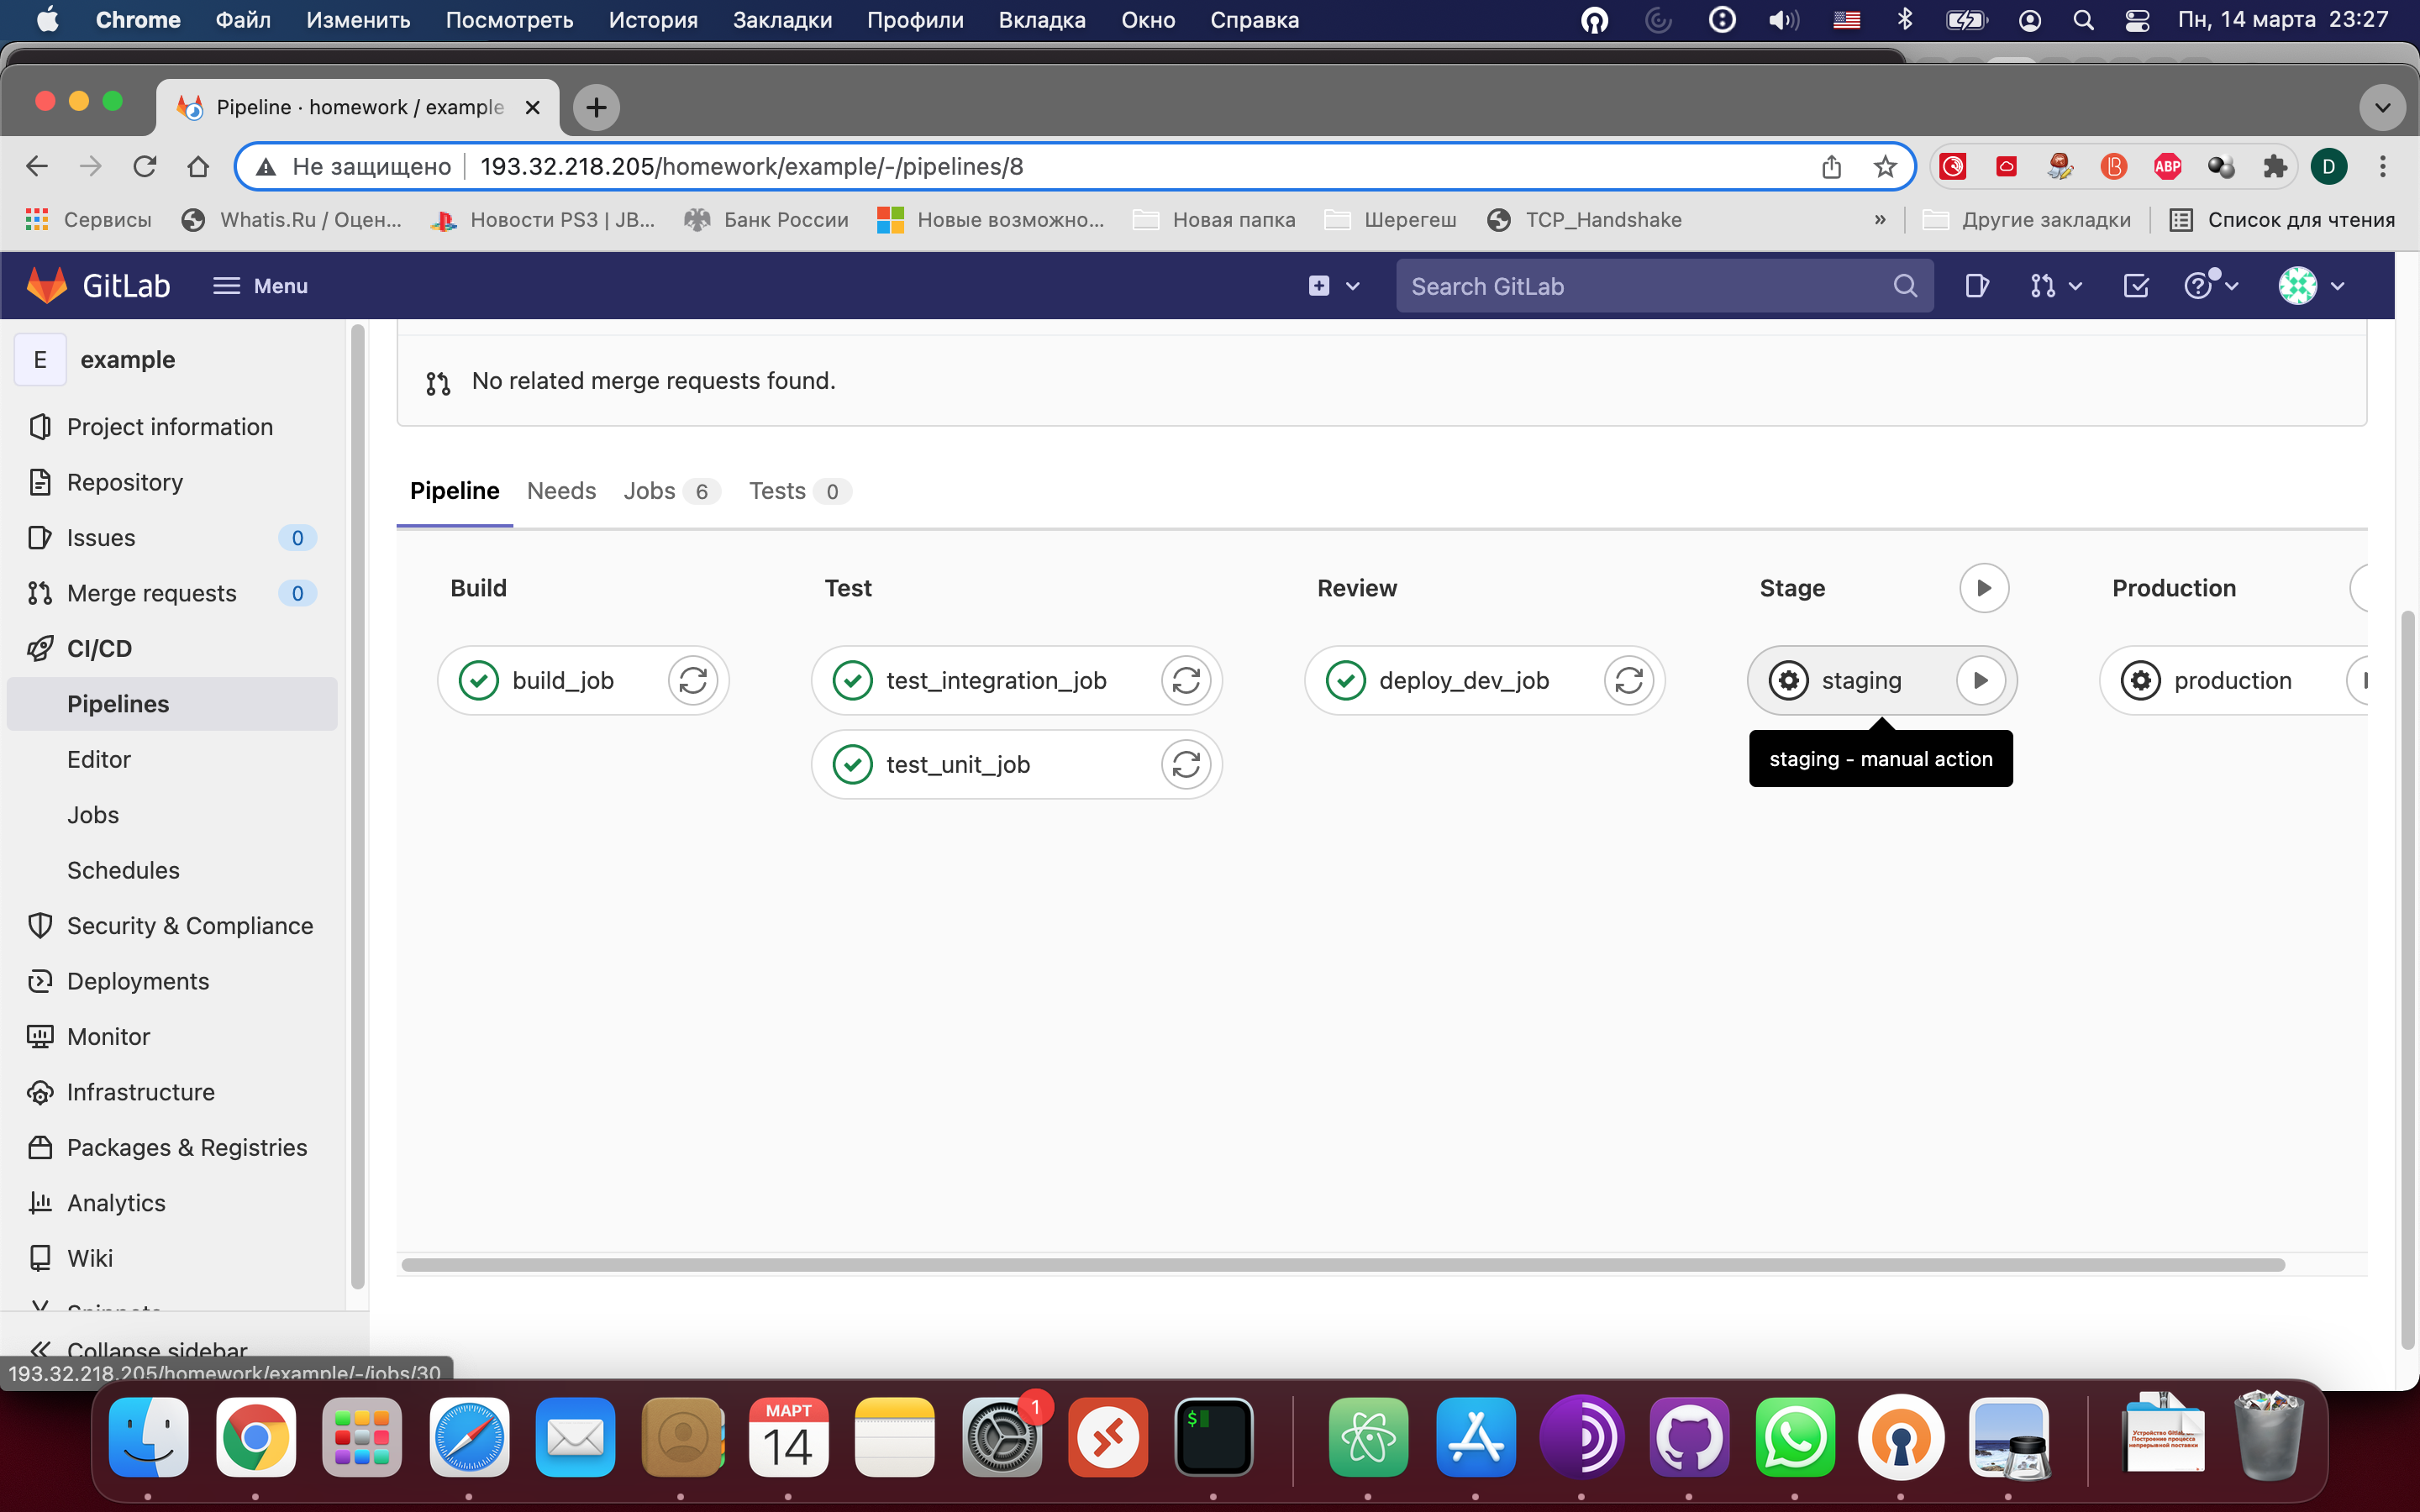 Chrome Файл Изменить Посмотреть История Закладки Профили Вкладка Окно Справка Пн, 14 марта 23:27
Pipeline · homework / example
Не защищено 193.32.218.205/homework/example/-/pipelines/8 ABP D
Сервисы Whatis.Ru / Оцен... Новости PS3 | JB... Банк России Новые возможно... Новая папка Шерегеш TCP_Handshake » Другие закладки Список для чтения
GitLab Menu Search GitLab
E example
Project information
Repository
Issues 0
Merge requests 0
CI/CD
Pipelines
Editor
Jobs
Schedules
Security & Compliance
Deployments
Monitor
Infrastructure
Packages & Registries
Analytics
Wiki
Snippets
Collapse sidebar
193.32.218.205/homework/example/-/jobs/30
No related merge requests found.
Pipeline Needs Jobs 6 Tests 0
Build Test Review Stage Production
build_job test_integration_job deploy_dev_job staging production
test_unit_job
staging - manual action
МАРТ
14
1
$
Построение процесса
непрерывной поставки